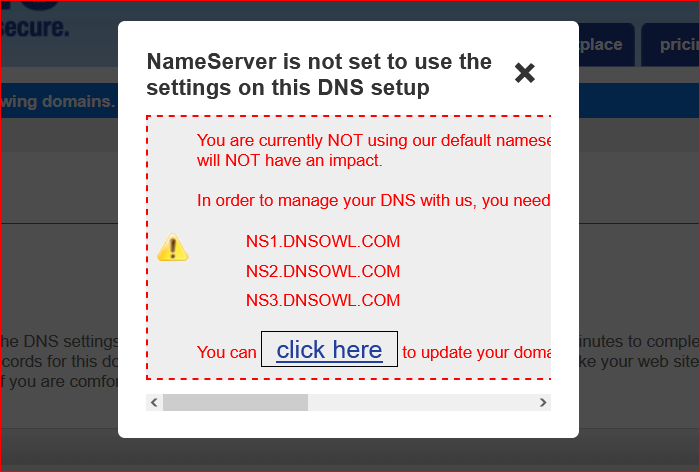 secure.
place
pricin
wing domains.
NameServer is not set to use the
settings on this DNS setup
You are currently NOT using our default namese
will NOT have an impact.
In order to manage your DNS with us, you need
NS1.DNSOWL.COM
NS2.DNSOWL.COM
NS3.DNSOWL.COM
You can click here to update your doma
he DNS settings
inutes to comple
cords for this do
ke your web site
f you are comfor